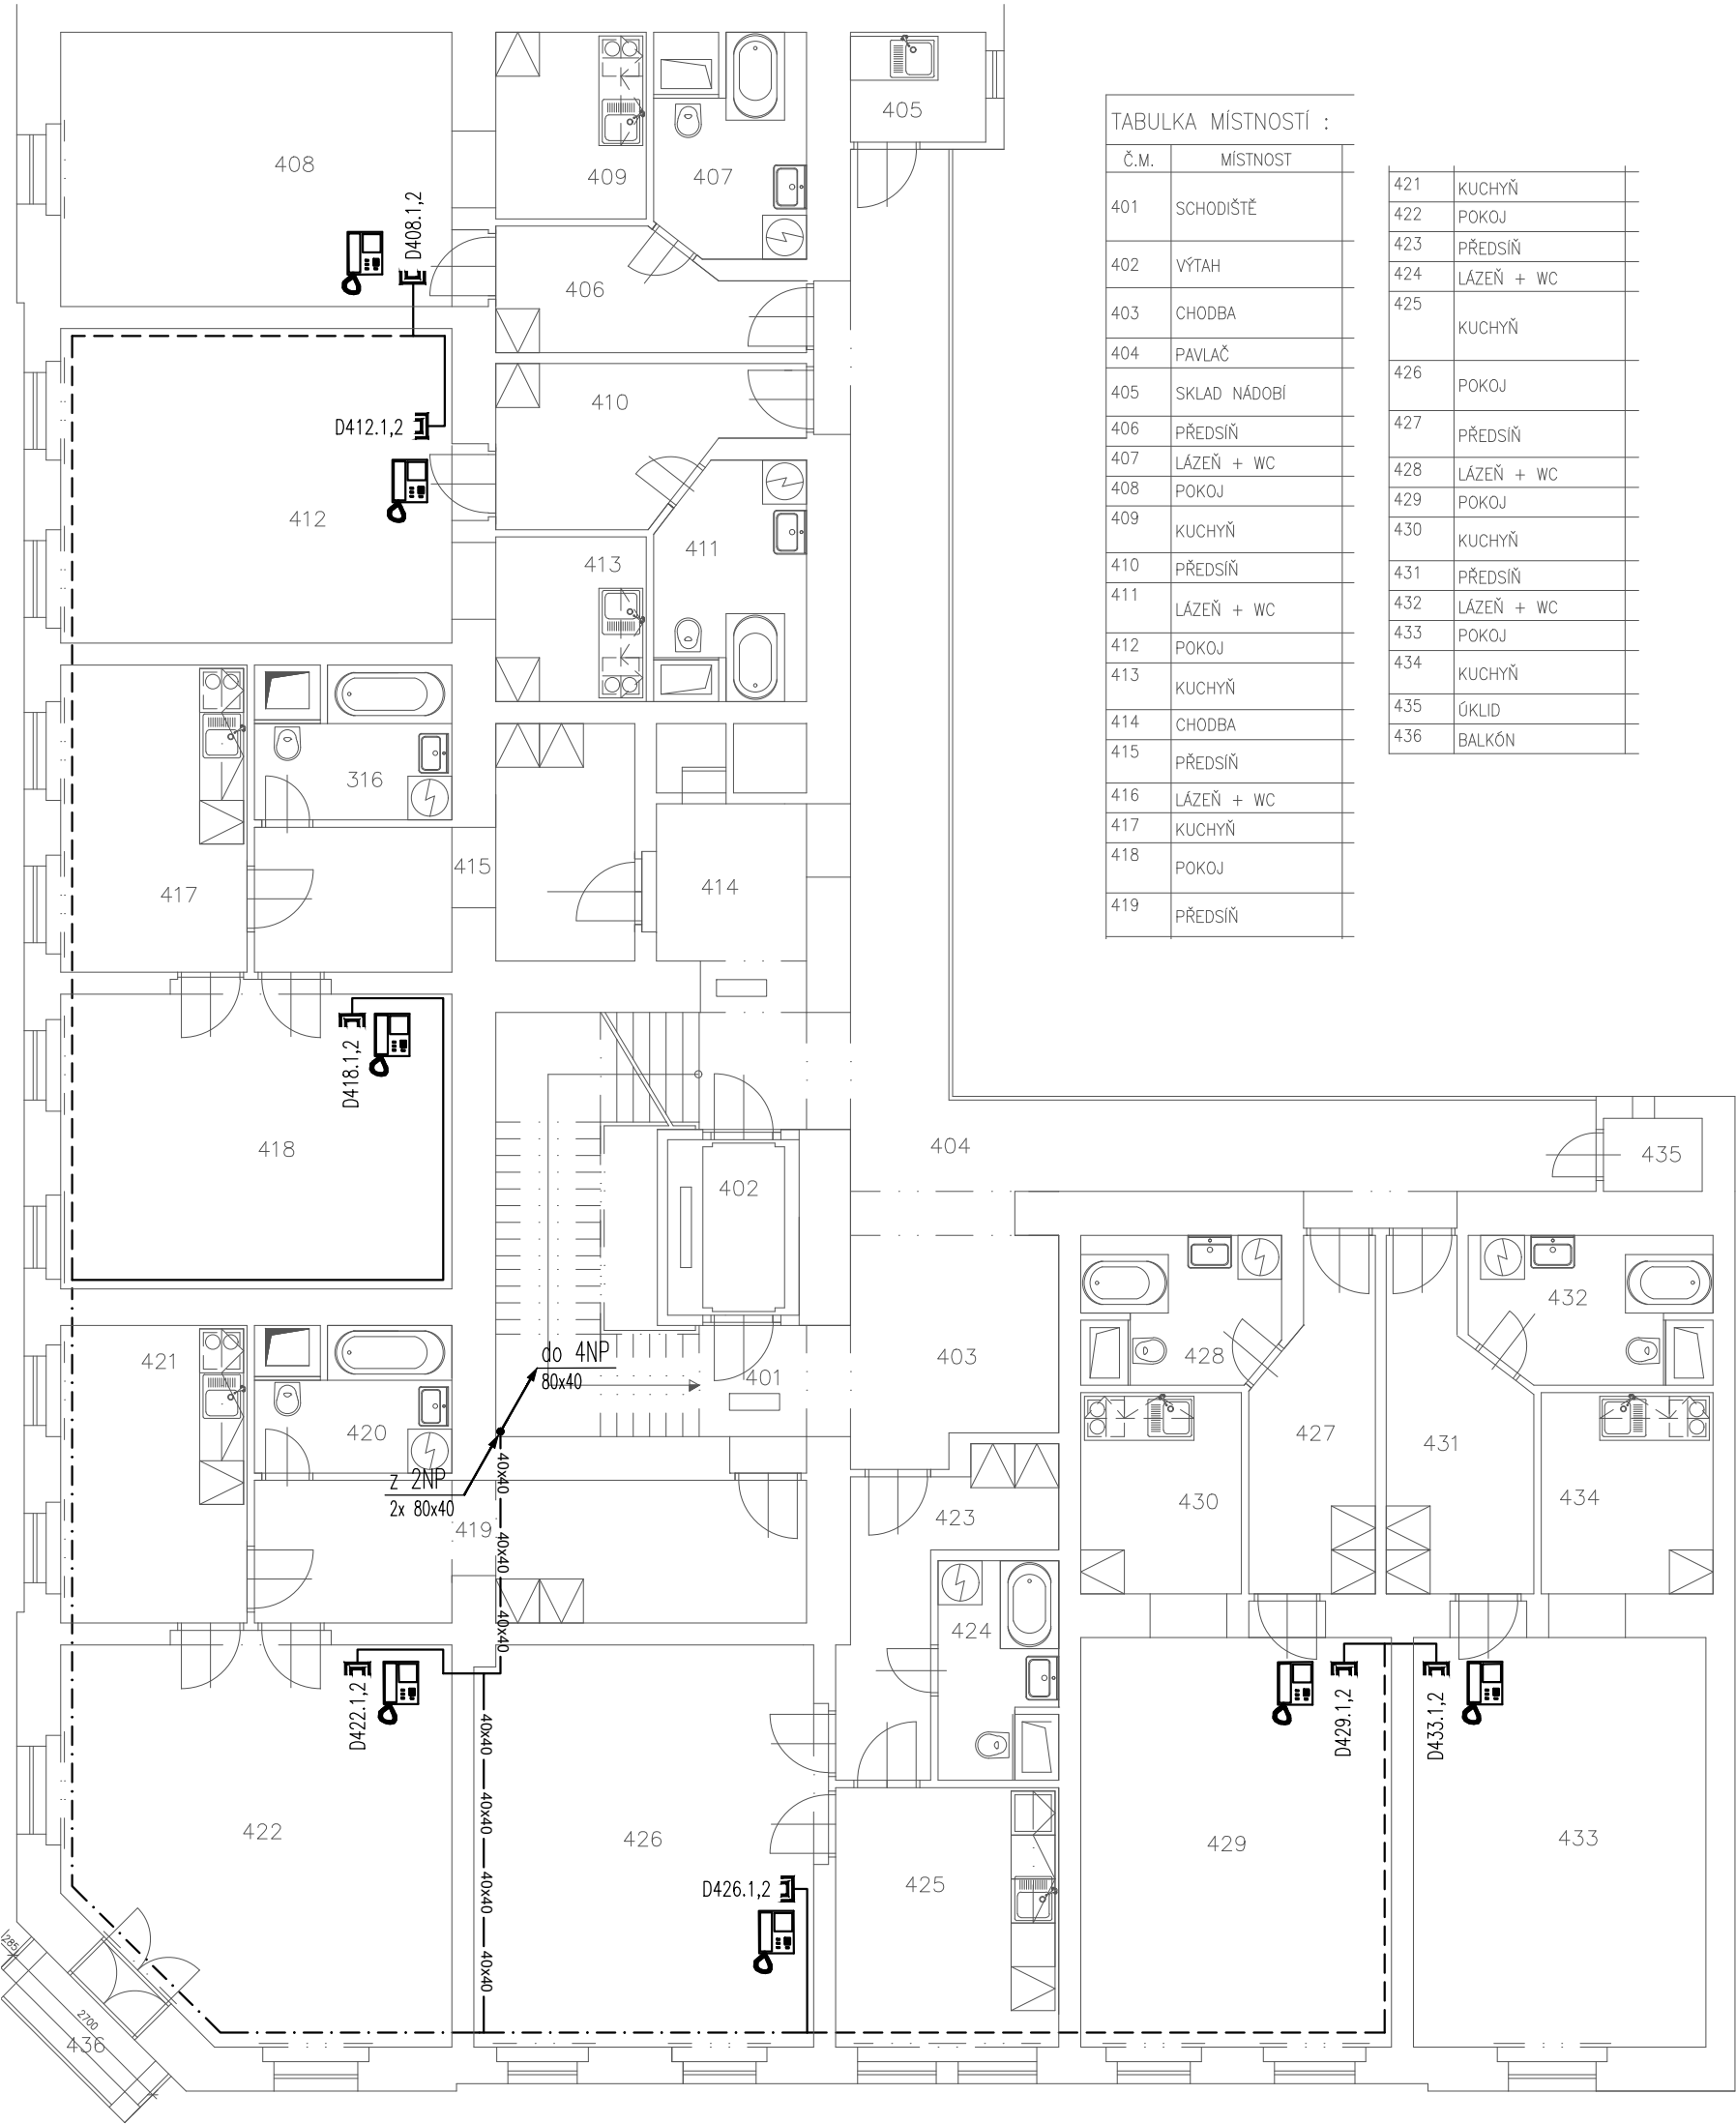 408
409
407
405
D408.1,2
406
410
D412.1,2
412
413
411
TABULKA MÍSTNOSTÍ :
Č.M. MÍSTNOST
401 SCHODIŠTĚ
402 VÝTAH
403 CHODBA
404 PAVLAČ
405 SKLAD NÁDOBÍ
406 PŘEDSÍŇ
407 LÁZEŇ + WC
408 POKOJ
409 KUCHYŇ
410 PŘEDSÍŇ
411 LÁZEŇ + WC
412 POKOJ
413 KUCHYŇ
414 CHODBA
415 PŘEDSÍŇ
416 LÁZEŇ + WC
417 KUCHYŇ
418 POKOJ
419 PŘEDSÍŇ
421 KUCHYŇ
422 POKOJ
423 PŘEDSÍŇ
424 LÁZEŇ + WC
425 KUCHYŇ
426 POKOJ
427 PŘEDSÍŇ
428 LÁZEŇ + WC
429 POKOJ
430 KUCHYŇ
431 PŘEDSÍŇ
432 LÁZEŇ + WC
433 POKOJ
434 KUCHYŇ
435 ÚKLID
436 BALKÓN
316
415
417
414
D418.1,2
418
402
404
435
421
do 4NP
80x40
401
403
428
432
420
z 2NP
2x 80x40
419
40x40
40x40
40x40
423
427
431
430
434
424
D422.1,2
422
40x40
40x40
40x40
40x40
426
D426.1,2
425
D429.1,2
429
D433.1,2
433
1285
2700
436